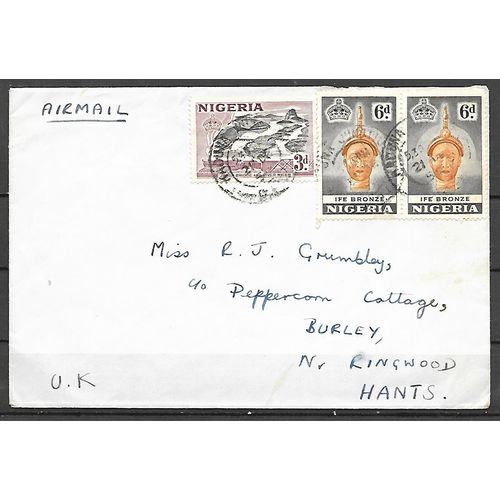 AIRMAIL
NIGERIA
3d
6d
IFE BRONZE
NIGERIA
6d
IFE BRONZE
NIGERIA
Miss R. J. Grumbley,
c/o Peppercorn Cottage,
BURLEY,
Nr RINGWOOD
HANTS.
U.K